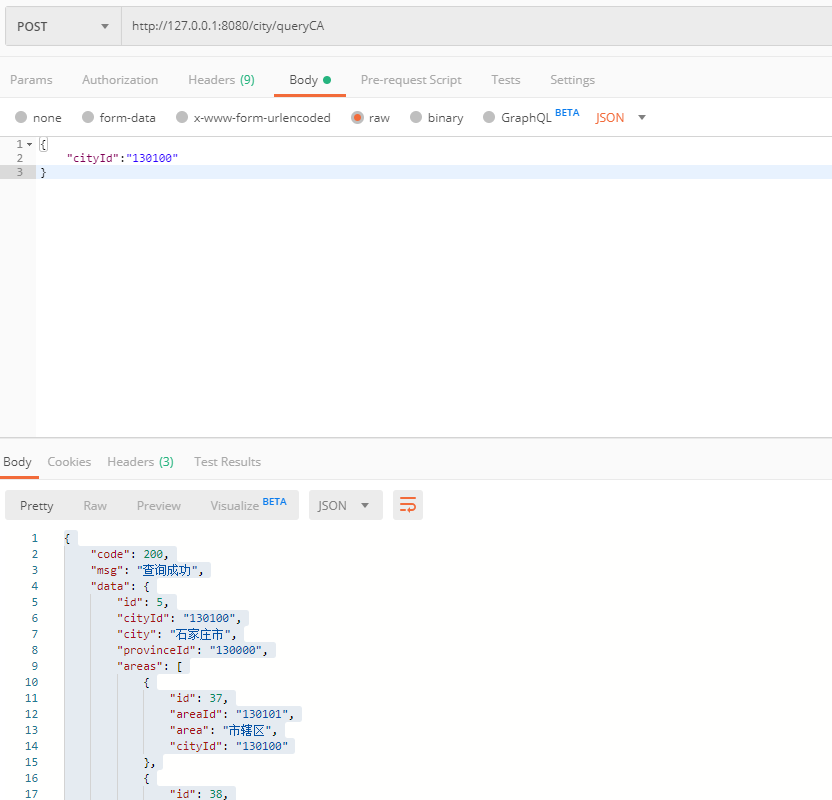 POST http://127.0.0.1:8080/city/queryCA
Params Authorization Headers (9) Body Pre-request Script Tests Settings
none form-data x-www-form-urlencoded raw binary GraphQL BETA JSON
1 {
2 "cityId":"130100"
3 }
Body Cookies Headers (3) Test Results
Pretty Raw Preview Visualize BETA JSON
1 {
2 "code": 200,
3 "msg": "查询成功",
4 "data": {
5 "id": 5,
6 "cityId": "130100",
7 "city": "石家庄市",
8 "provinceId": "130000",
9 "areas": [
10 {
11 "id": 37,
12 "areaId": "130101",
13 "area": "市辖区",
14 "cityId": "130100"
15 },
16 {
17 "id": 38,